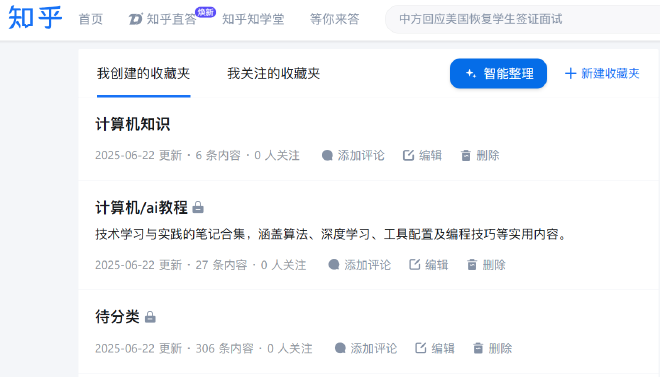 知乎 首页 知乎直答 焕新 知乎知学堂 等你来答 中方回应美国恢复学生签证面试
我创建的收藏夹 我关注的收藏夹 智能整理 新建收藏夹
计算机知识
2025-06-22 更新 · 6 条内容 · 0 人关注 添加评论 编辑 删除
计算机/ai教程
技术学习与实践的笔记合集，涵盖算法、深度学习、工具配置及编程技巧等实用内容。
2025-06-22 更新 · 27 条内容 · 0 人关注 添加评论 编辑 删除
待分类
2025-06-22 更新 · 306 条内容 · 0 人关注 添加评论 编辑 删除